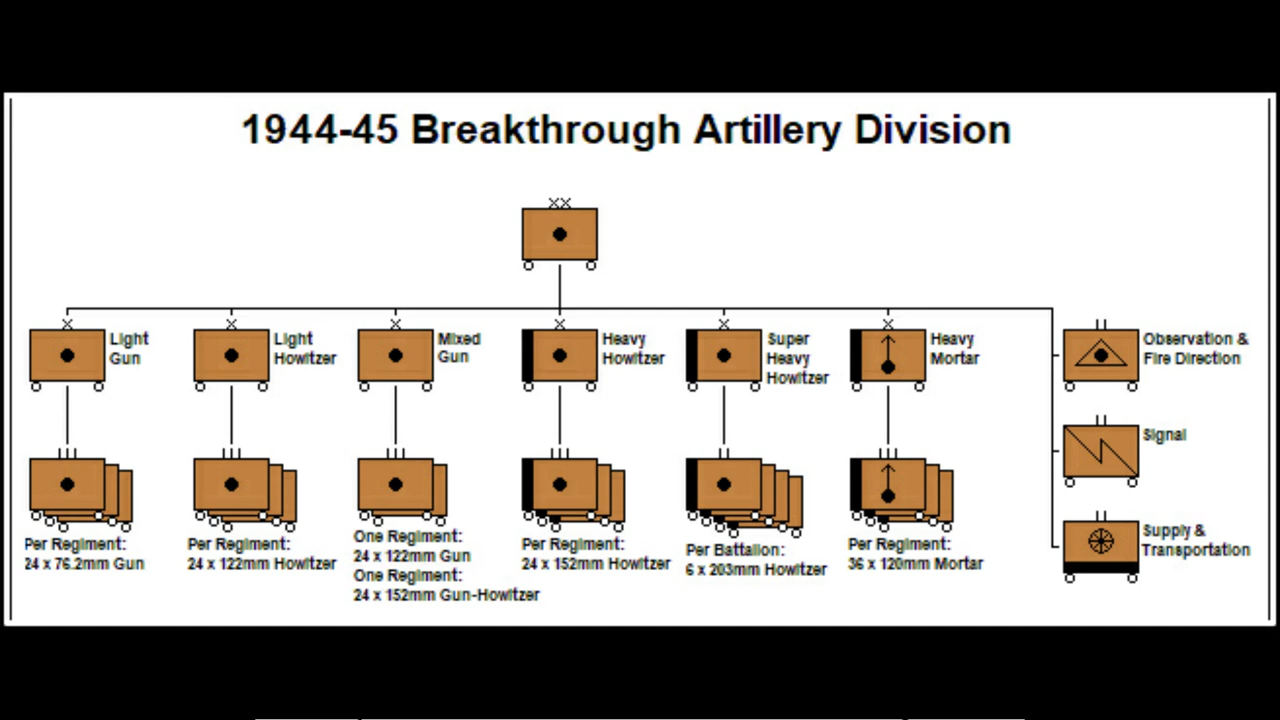 1944-45 Breakthrough Artillery Division
XX
X
X
X
X
X
X
Light
Gun
Light
Howitzer
Mixed
Gun
Heavy
Howitzer
Super
Heavy
Howitzer
Heavy
Mortar
Observation &
Fire Direction
Signal
Supply &
Transportation
Per Regiment:
24 x 76.2mm Gun
Per Regiment:
24 x 122mm Howitzer
One Regiment:
24 x 122mm Gun
One Regiment:
24 x 152mm Gun-Howitzer
Per Regiment:
24 x 152mm Howitzer
Per Battalion:
6 x 203mm Howitzer
Per Regiment:
36 x 120mm Mortar